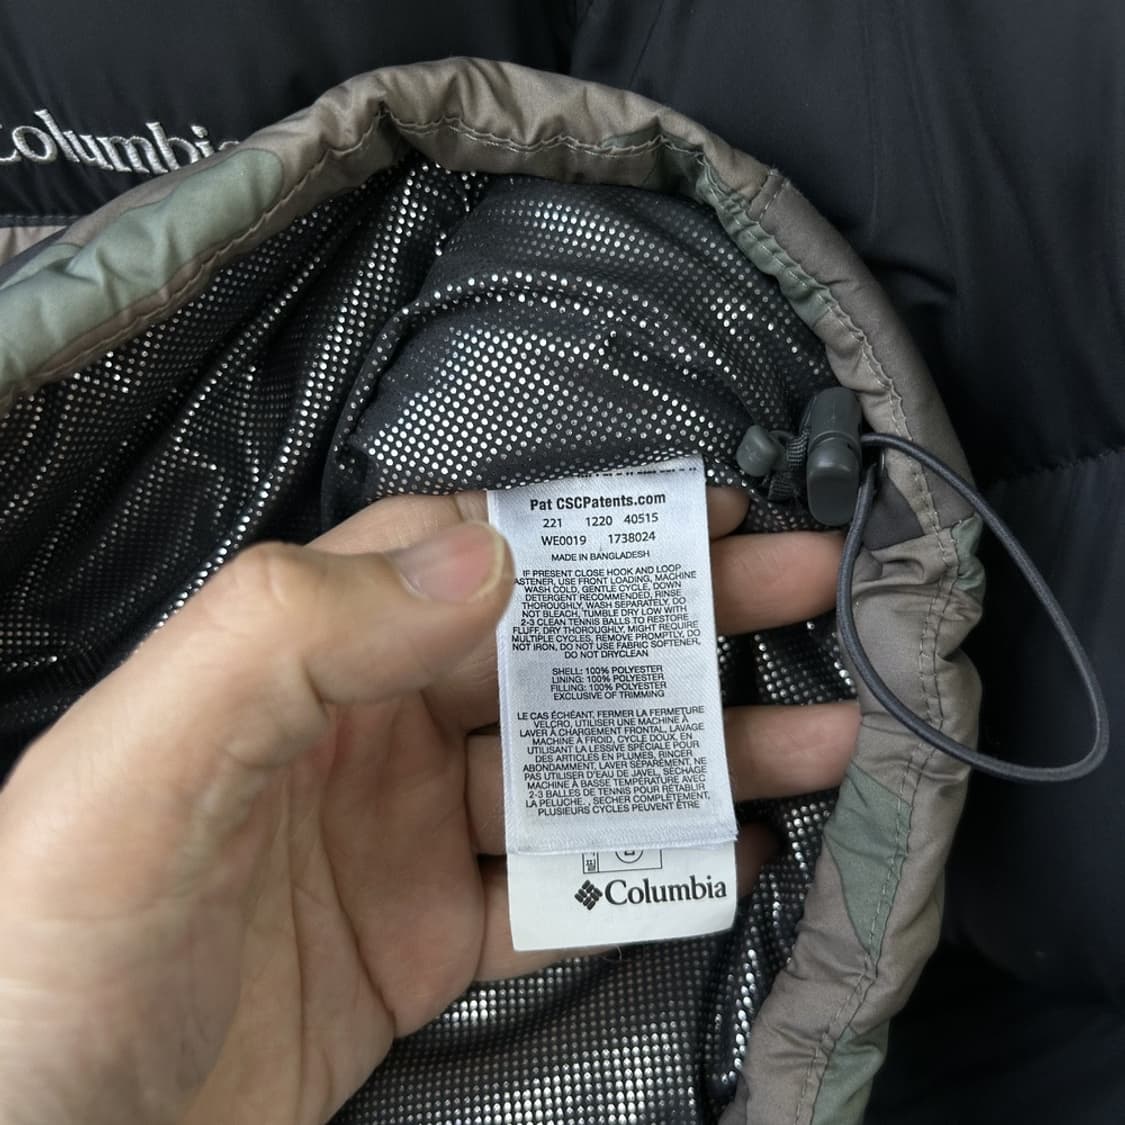 Columbia
Pat CSCPatents.com
221 1220 40515
WE0019 1738024
MADE IN BANGLADESH
IF PRESENT CLOSE HOOK AND LOOP
FASTENER, USE FRONT LOADING, MACHINE
WASH COLD, GENTLE CYCLE, DOWN
DETERGENT RECOMMENDED, RINSE
THOROUGHLY, WASH SEPARATELY, DO
NOT BLEACH, TUMBLE DRY LOW WITH
2-3 CLEAN TENNIS BALLS TO RESTORE
FLUFF, DRY THOROUGHLY, MIGHT REQUIRE
MULTIPLE CYCLES, REMOVE PROMPTLY, DO
NOT IRON, DO NOT USE FABRIC SOFTENER,
DO NOT DRYCLEAN
SHELL: 100% POLYESTER
LINING: 100% POLYESTER
FILLING: 100% POLYESTER
EXCLUSIVE OF TRIMMING
LE CAS ÉCHÉANT, FERMER LA FERMETURE
VELCRO, UTILISER UNE MACHINE À
LAVER À CHARGEMENT FRONTAL, LAVAGE
MACHINE À FROID, CYCLE DOUX, EN
UTILISANT LA LESSIVE SPÉCIALE POUR
DES ARTICLES EN PLUMES, RINCER
ABONDAMMENT, LAVER SÉPARÉMENT, NE
PAS UTILISER D'EAU DE JAVEL, SÉCHAGE
MACHINE À BASSE TEMPÉRATURE AVEC
2-3 BALLES DE TENNIS POUR RÉTABLIR
LA PELUCHE. , SECHER COMPLÈTEMENT,
PLUSIEURS CYCLES PEUVENT ÊTRE
Columbia